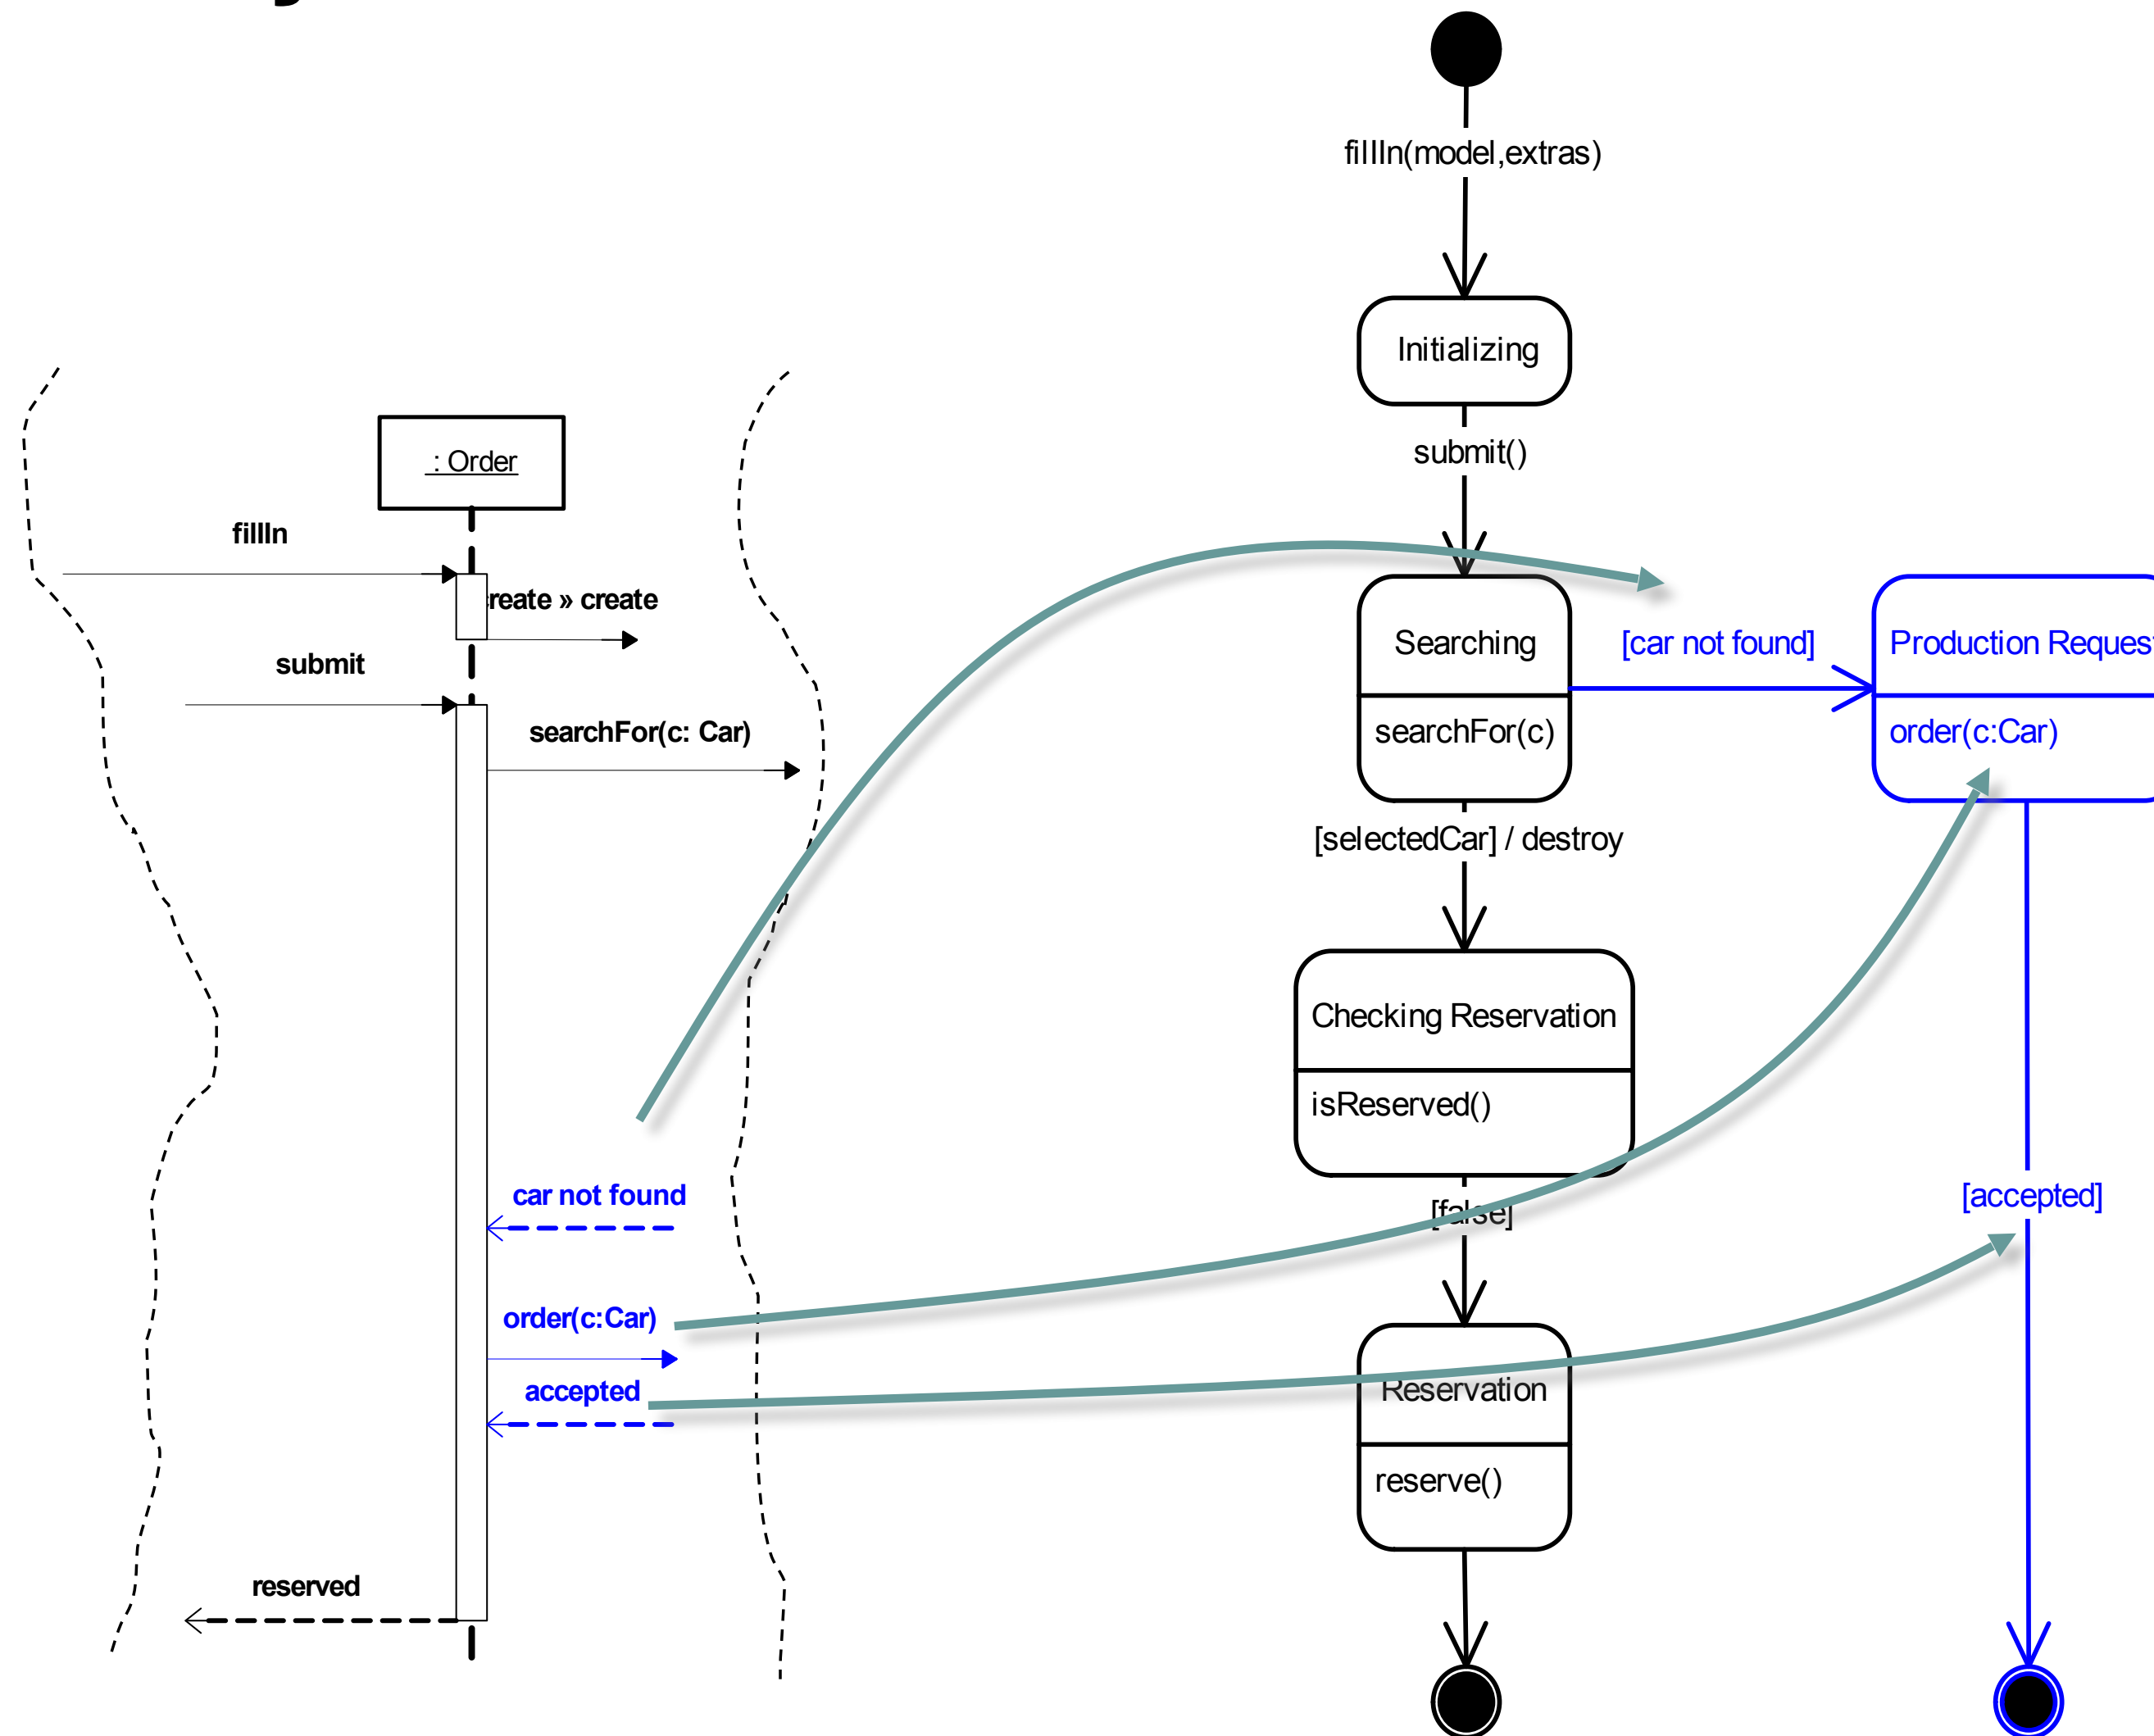 : Order
fillIn
reate » create
submit
searchFor(c: Car)
car not found
order(c:Car)
accepted
reserved
fillIn(model,extras)
Initializing
submit()
Searching
searchFor(c)
[car not found]
Production Request
order(c:Car)
[selectedCar] / destroy
Checking Reservation
isReserved()
[false]
[accepted]
Reservation
reserve()